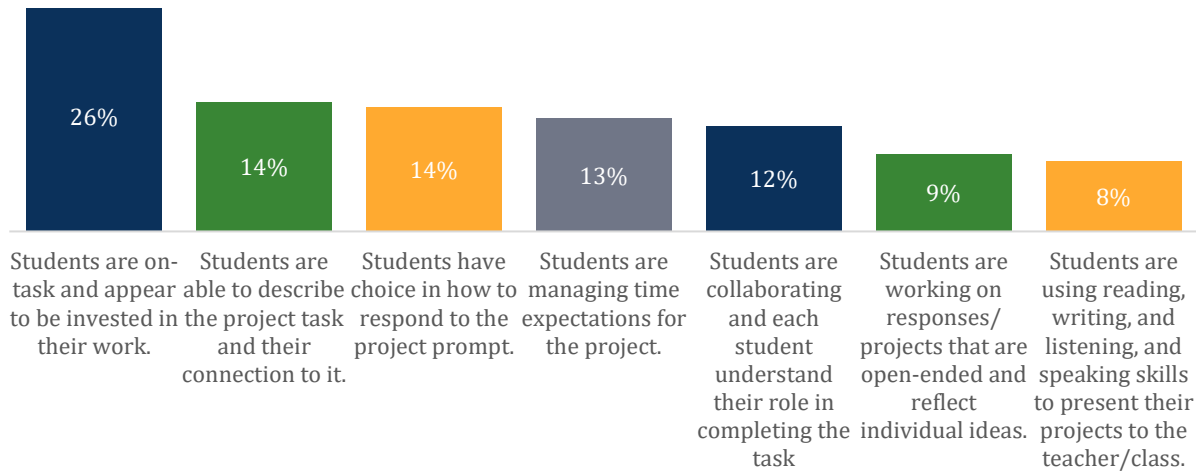 26%
14%
14%
13%
12%
9%
8%
Students are on-
task and appear
to be invested in
their work.
Students are
able to describe
the project task
and their
connection to it.
Students have
choice in how to
respond to the
project prompt.
Students are
managing time
expectations for
the project.
Students are
collaborating
and each
student
understand
their role in
completing the
task
Students are
working on
responses/
projects that are
open-ended and
reflect
individual ideas.
Students are
using reading,
writing, and
listening, and
speaking skills
to present their
projects to the
teacher/class.